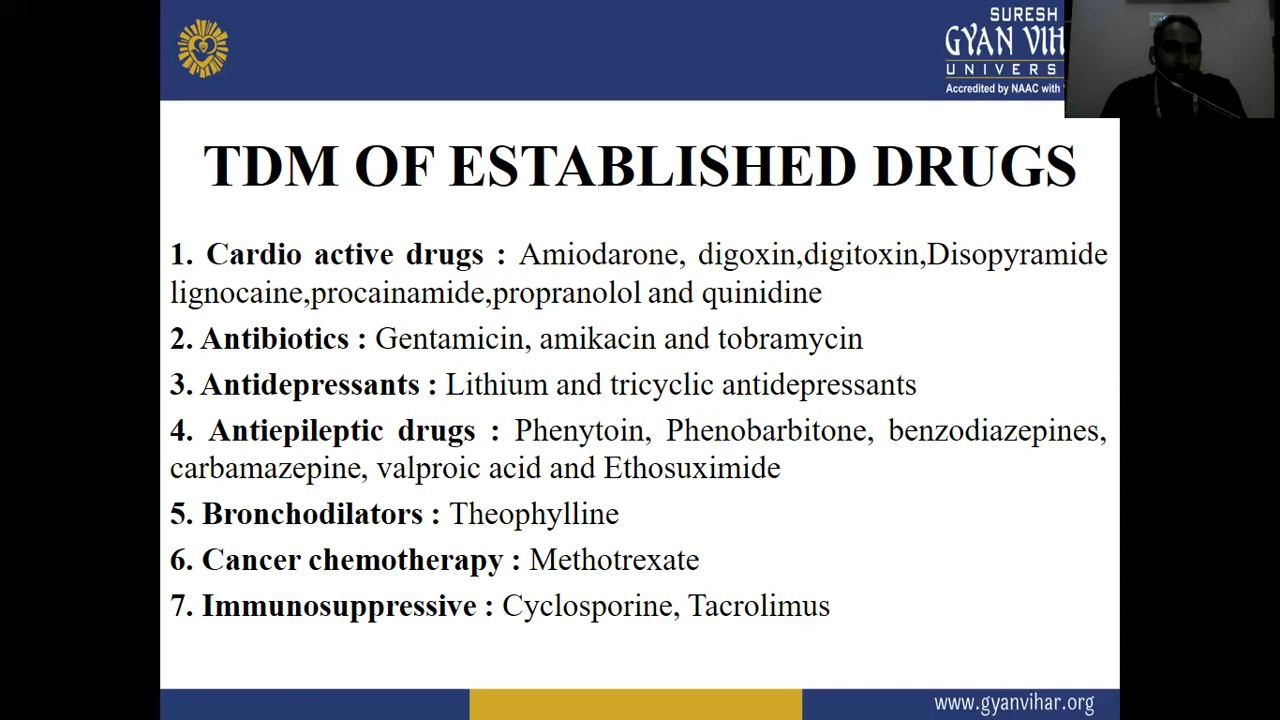 SURESH
GYAN VIH
UNIVERS
Accredited by NAAC with
TDM OF ESTABLISHED DRUGS
1. Cardio active drugs : Amiodarone, digoxin,digitoxin,Disopyramide
lignocaine,procainamide,propranolol and quinidine
2. Antibiotics : Gentamicin, amikacin and tobramycin
3. Antidepressants : Lithium and tricyclic antidepressants
4. Antiepileptic drugs : Phenytoin, Phenobarbitone, benzodiazepines,
carbamazepine, valproic acid and Ethosuximide
5. Bronchodilators : Theophylline
6. Cancer chemotherapy : Methotrexate
7. Immunosuppressive : Cyclosporine, Tacrolimus
www.gyanvihar.org